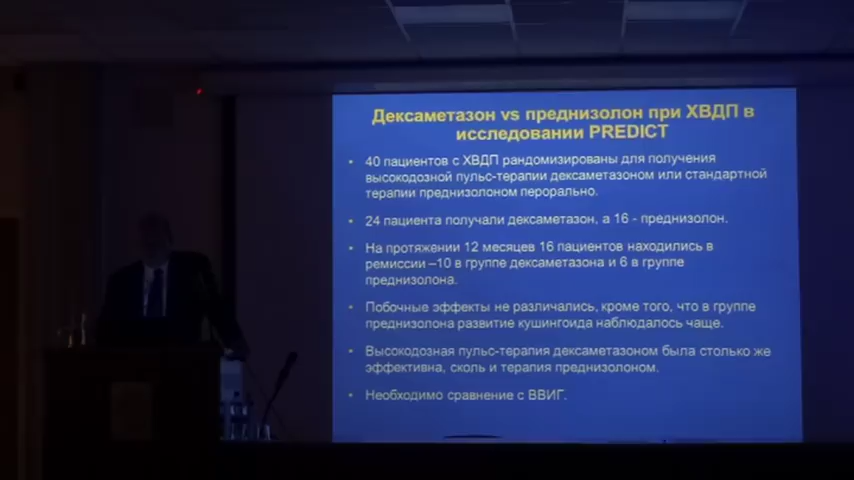 Дексаметазон vs преднизолон при ХВДП в
исследовании PREDICT
• 40 пациентов с ХВДП рандомизированы для получения
высокодозной пульс-терапии дексаметазоном или стандартной
терапии преднизолоном перорально.
• 24 пациента получали дексаметазон, а 16 - преднизолон.
• На протяжении 12 месяцев 16 пациентов находились в
ремиссии –10 в группе дексаметазона и 6 в группе
преднизолона.
• Побочные эффекты не различались, кроме того, что в группе
преднизолона развитие кушингоида наблюдалось чаще.
• Высокодозная пульс-терапия дексаметазоном была столько же
эффективна, сколь и терапия преднизолоном.
• Необходимо сравнение с ВВИГ.